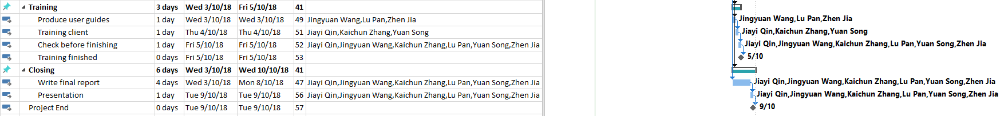 Training 3 days Wed 3/10/18 Fri 5/10/18 41
Produce user guides 1 day Wed 3/10/18 Wed 3/10/18 49 Jingyuan Wang,Lu Pan,Zhen Jia Jingyuan Wang,Lu Pan,Zhen Jia
Training client 1 day Thu 4/10/18 Thu 4/10/18 51 Jiayi Qin,Kaichun Zhang,Yuan Song Jiayi Qin,Kaichun Zhang,Yuan Song
Check before finishing 1 day Fri 5/10/18 Fri 5/10/18 52 Jiayi Qin,Jingyuan Wang,Kaichun Zhang,Lu Pan,Yuan Song,Zhen Jia Jiayi Qin,Jingyuan Wang,Kaichun Zhang,Lu Pan,Yuan Song,Zhen Jia
Training finished 0 days Fri 5/10/18 Fri 5/10/18 53 5/10
Closing 6 days Wed 3/10/18 Wed 10/10/18 41
Write final report 4 days Wed 3/10/18 Mon 8/10/18 47 Jiayi Qin,Jingyuan Wang,Kaichun Zhang,Lu Pan,Yuan Song,Zhen Jia Jiayi Qin,Jingyuan Wang,Kaichun Zhang,Lu Pan,Yuan Song,Zhen Jia
Presentation 1 day Tue 9/10/18 Tue 9/10/18 56 Jiayi Qin,Jingyuan Wang,Kaichun Zhang,Lu Pan,Yuan Song,Zhen Jia Jiayi Qin,Jingyuan Wang,Kaichun Zhang,Lu Pan,Yuan Song,Zhen Jia
Project End 0 days Tue 9/10/18 Tue 9/10/18 57 9/10